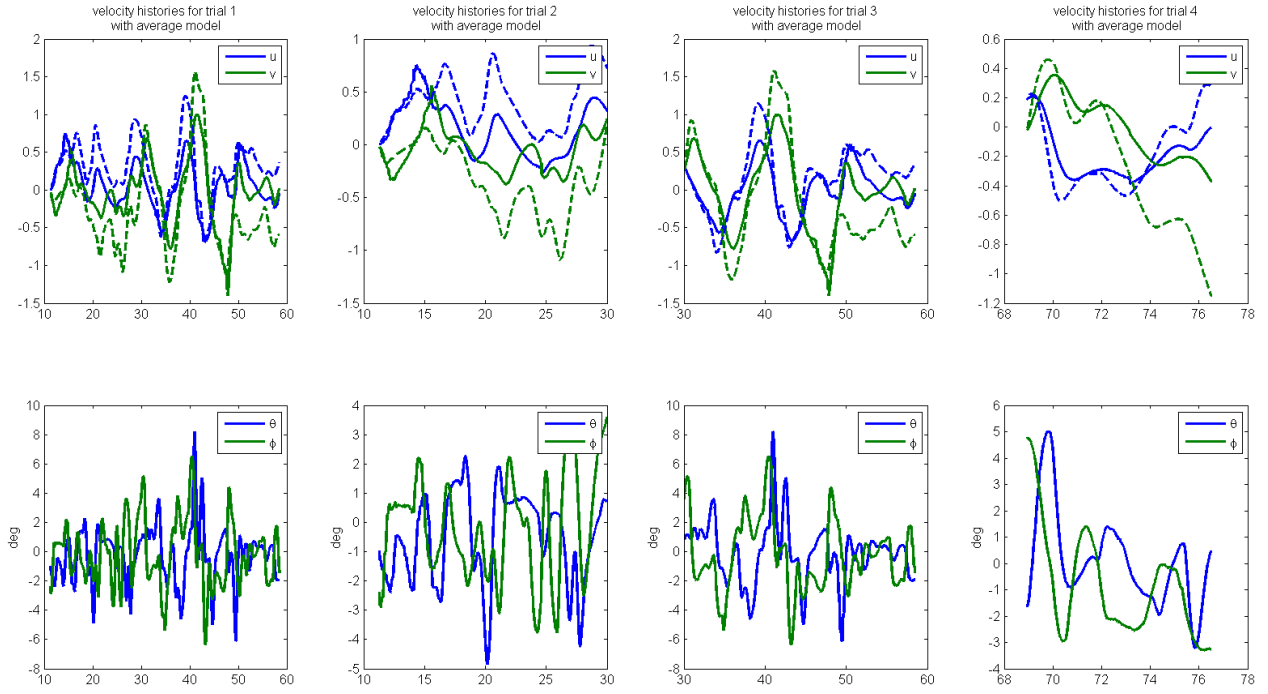 velocity histories for trial 1
with average model
2
1.5
1
0.5
0
-0.5
-1
-1.5
10 20 30 40 50 60
u
v
velocity histories for trial 2
with average model
1
0.5
0
-0.5
-1
-1.5
10 15 20 25 30
u
v
velocity histories for trial 3
with average model
2
1.5
1
0.5
0
-0.5
-1
-1.5
30 40 50 60
u
v
velocity histories for trial 4
with average model
0.6
0.4
0.2
0
-0.2
-0.4
-0.6
-0.8
-1
-1.2
68 70 72 74 76 78
u
v
deg
10
8
6
4
2
0
-2
-4
-6
-8
10 20 30 40 50 60
θ
ϕ
deg
4
3
2
1
0
-1
-2
-3
-4
-5
10 15 20 25 30
θ
ϕ
deg
10
8
6
4
2
0
-2
-4
-6
-8
30 40 50 60
θ
ϕ
deg
6
5
4
3
2
1
0
-1
-2
-3
-4
68 70 72 74 76 78
θ
ϕ